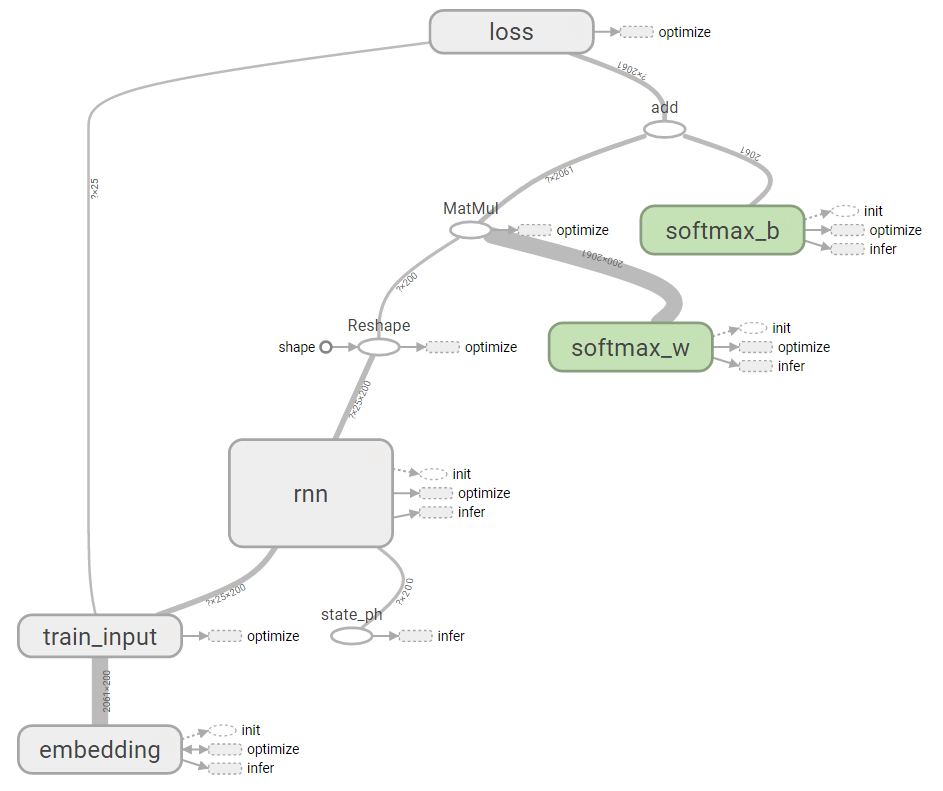 loss
optimize
?×2061
add
?×25
?×2061
2061
MatMul
optimize
softmax_b
init
optimize
infer
200×2061
?×200
Reshape
shape
optimize
softmax_w
init
optimize
infer
?×25×200
rnn
init
optimize
infer
?×25×200
?×200
state_ph
infer
train_input
optimize
2061×200
embedding
init
optimize
infer